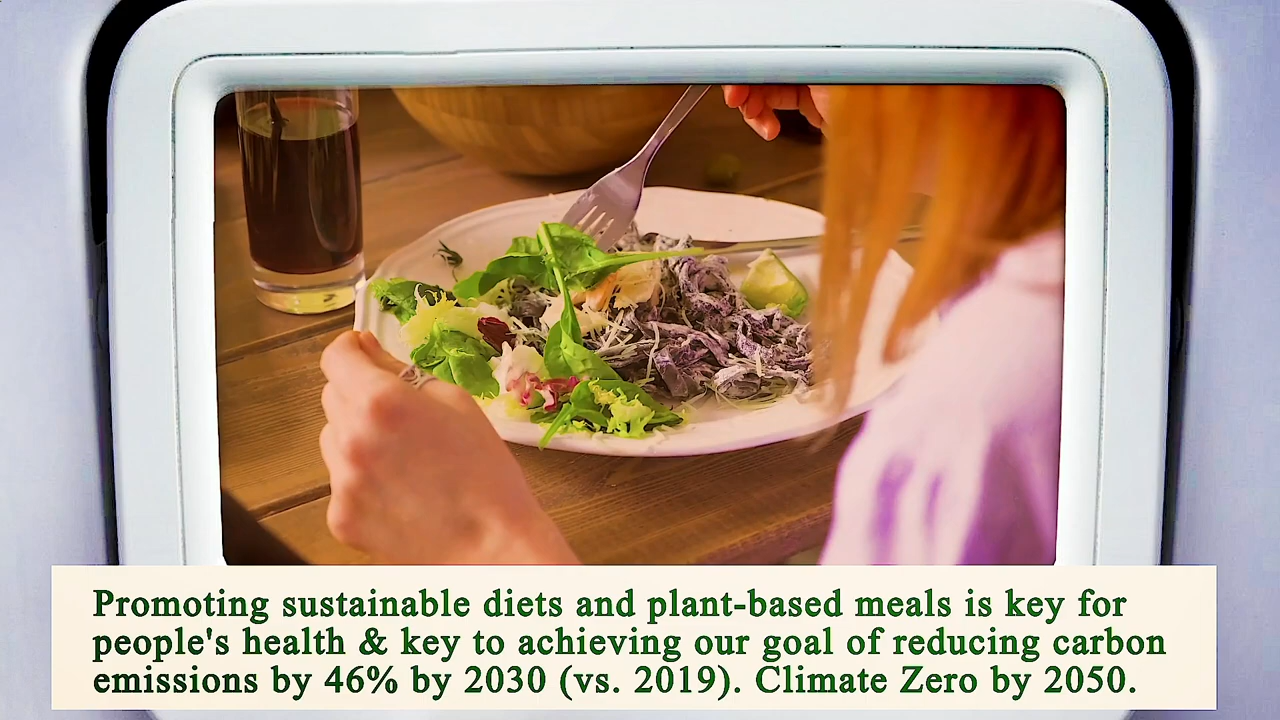 Promoting sustainable diets and plant-based meals is key for
people's health & key to achieving our goal of reducing carbon
emissions by 46% by 2030 (vs. 2019). Climate Zero by 2050.